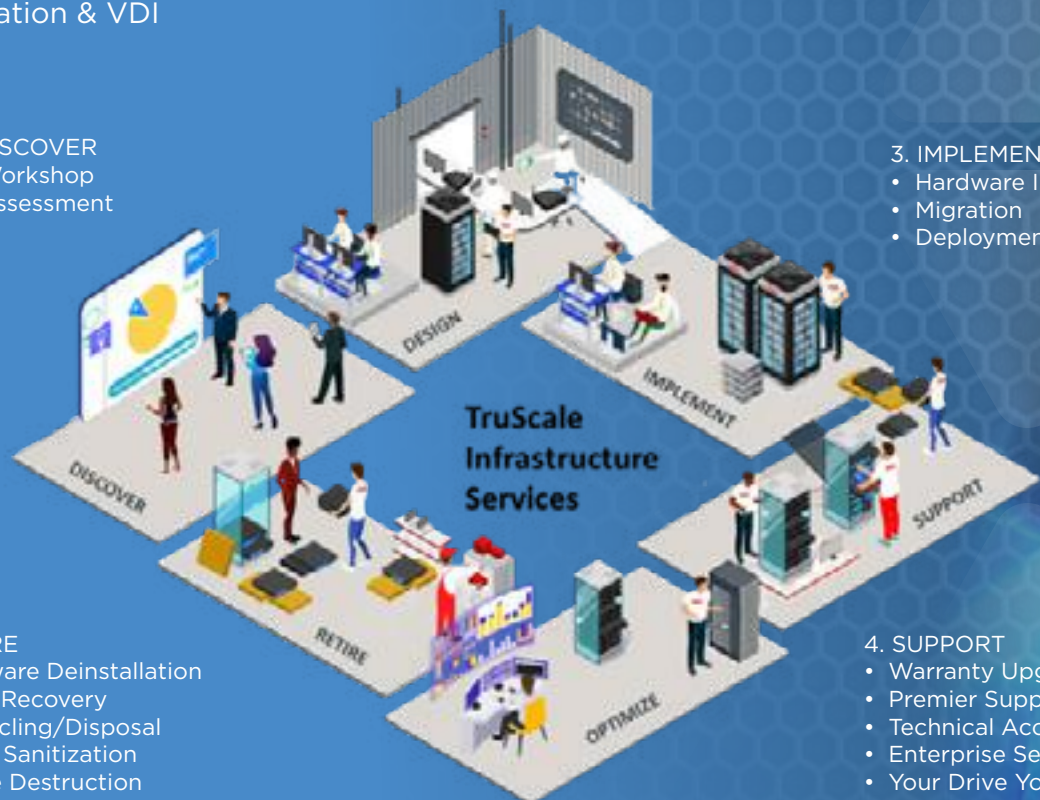 ation & VDI
SCOVER
Workshop
ssessment
3. IMPLEMEN
• Hardware I
• Migration
• Deploymen
DESIGN
IMPLEMENT
DISCOVER
TruScale
Infrastructure
Services
SUPPORT
RETIRE
OPTIMIZE
RE
ware Deinstallation
Recovery
cling/Disposal
Sanitization
e Destruction
4. SUPPORT
• Warranty Upg
• Premier Supp
• Technical Acc
• Enterprise Se
• Your Drive Yo